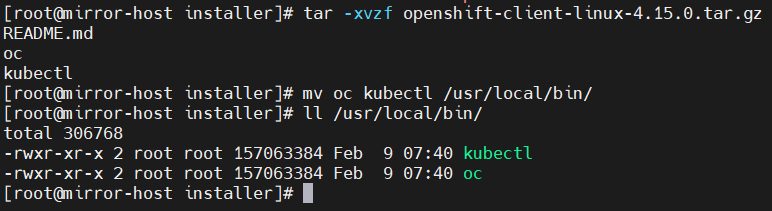 [root@mirror-host installer]# tar -xvzf openshift-client-linux-4.15.0.tar.gz
README.md
oc
kubectl
[root@mirror-host installer]# mv oc kubectl /usr/local/bin/
[root@mirror-host installer]# ll /usr/local/bin/
total 306768
-rwxr-xr-x 2 root root 157063384 Feb  9 07:40 kubectl
-rwxr-xr-x 2 root root 157063384 Feb  9 07:40 oc
[root@mirror-host installer]#